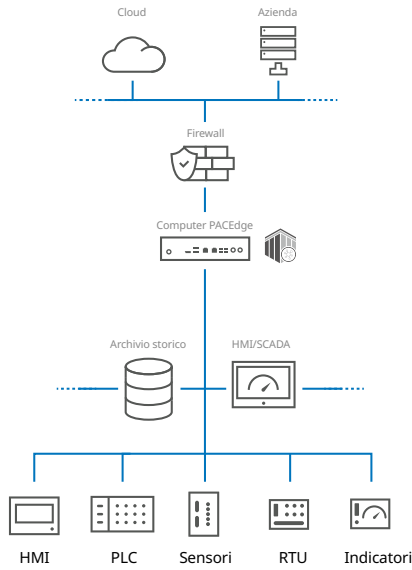 Cloud
Azienda
Firewall
Computer PACEdge
Archivio storico
HMI/SCADA
HMI
PLC
Sensori
RTU
Indicatori